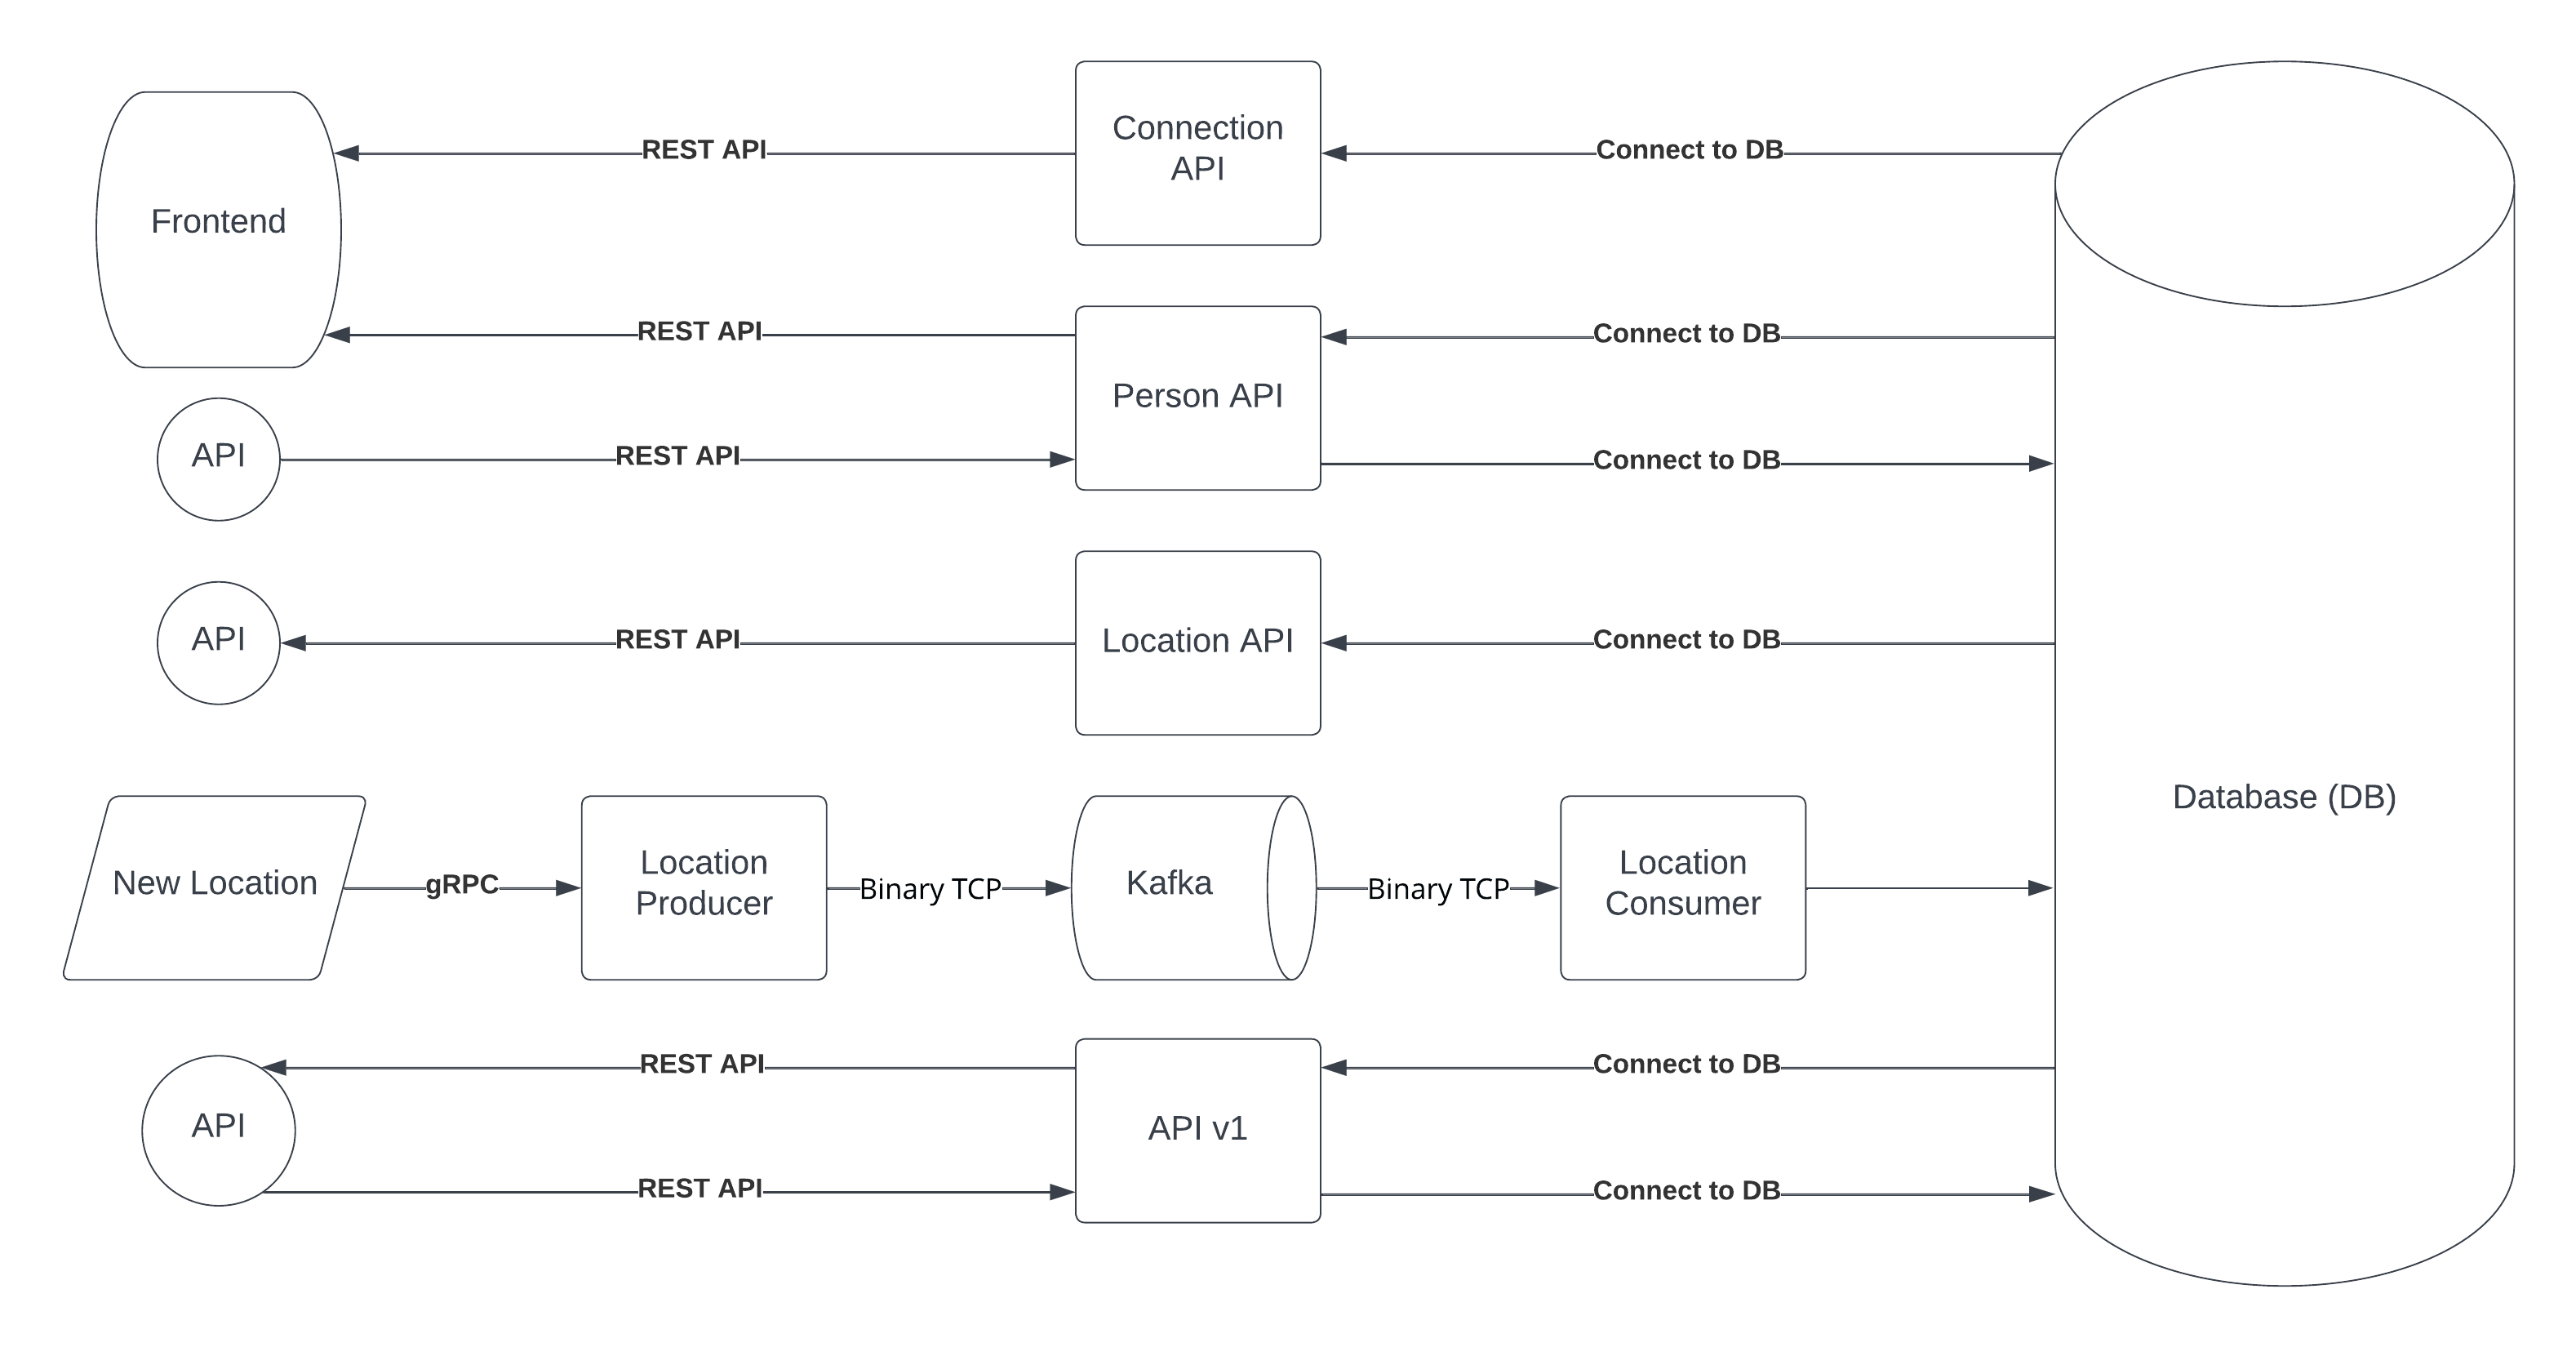 Connection
API
REST API
Connect to DB
Frontend
REST API
Connect to DB
Person API
API
REST API
Connect to DB
API
REST API
Location API
Connect to DB
Database (DB)
New Location
gRPC
Location
Producer
Binary TCP
Kafka
Binary TCP
Location
Consumer
REST API
Connect to DB
API
API v1
REST API
Connect to DB